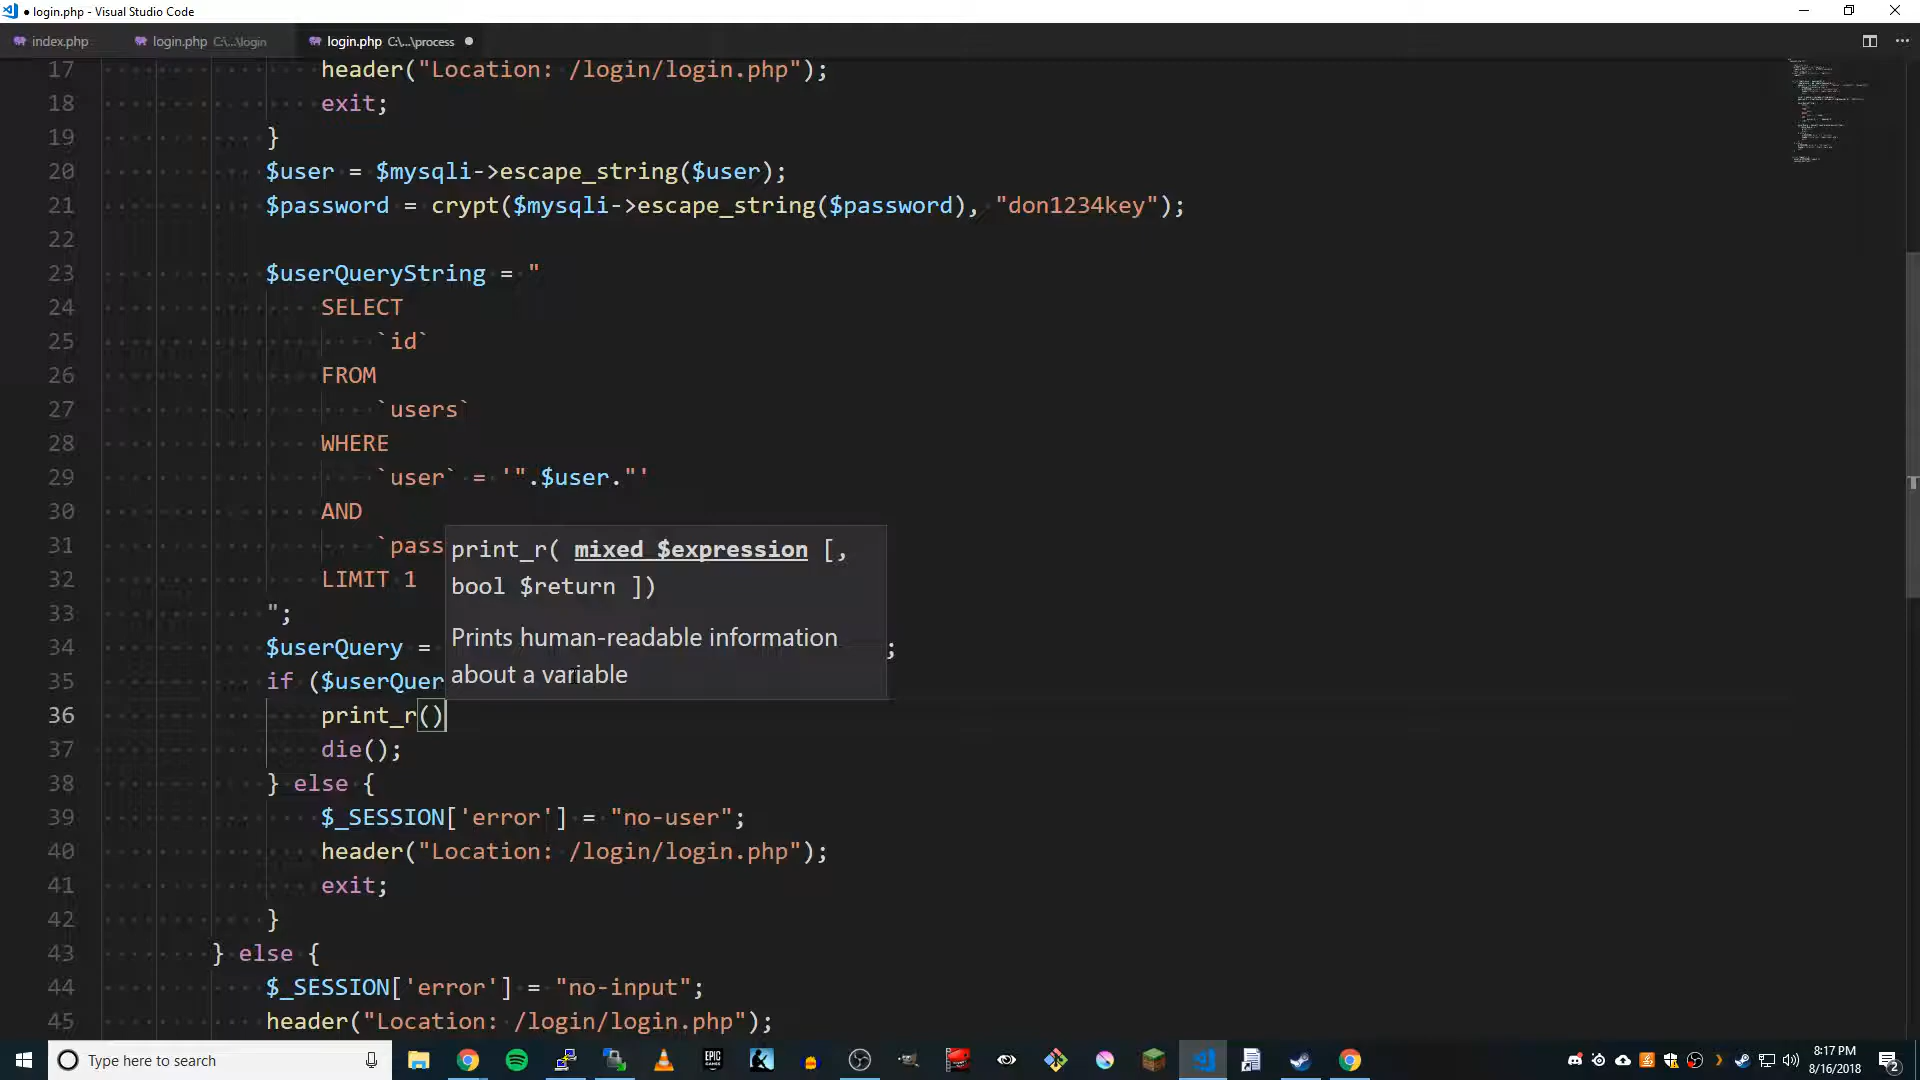 ● login.php - Visual Studio Code
index.php login.php C:\...\login login.php C:\...\process ●
17 header("Location: /login/login.php");
18 exit;
19 }
20 $user = $mysqli->escape_string($user);
21 $password = crypt($mysqli->escape_string($password), "don1234key");
22
23 $userQueryString = "
24 SELECT
25 `id`
26 FROM
27 `users`
28 WHERE
29 `user` = '".$user."'
30 AND
31 `pass
32 LIMIT 1
33 ";
34 $userQuery = ;
35 if ($userQuer
36 print_r()
37 die();
38 } else {
39 $_SESSION['error'] = "no-user";
40 header("Location: /login/login.php");
41 exit;
42 }
43 } else {
44 $_SESSION['error'] = "no-input";
45 header("Location: /login/login.php");
print_r( mixed $expression [,
bool $return ])
Prints human-readable information
about a variable
Type here to search
EPIC
8:17 PM
8/16/2018
2